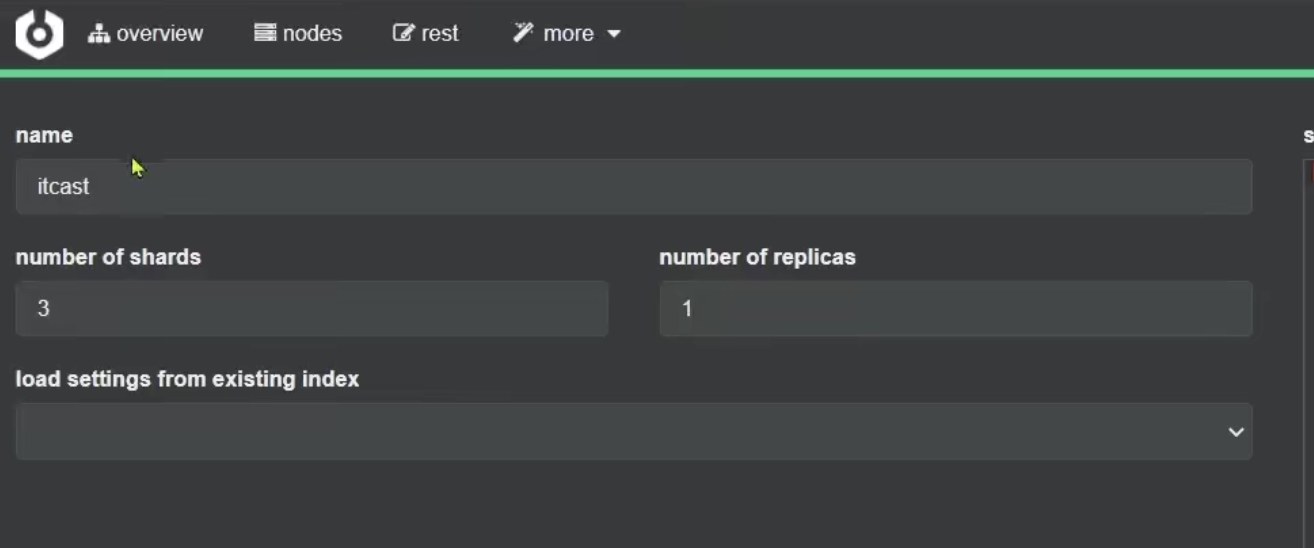 overview nodes rest more
name
itcast
number of shards number of replicas
3 1
load settings from existing index